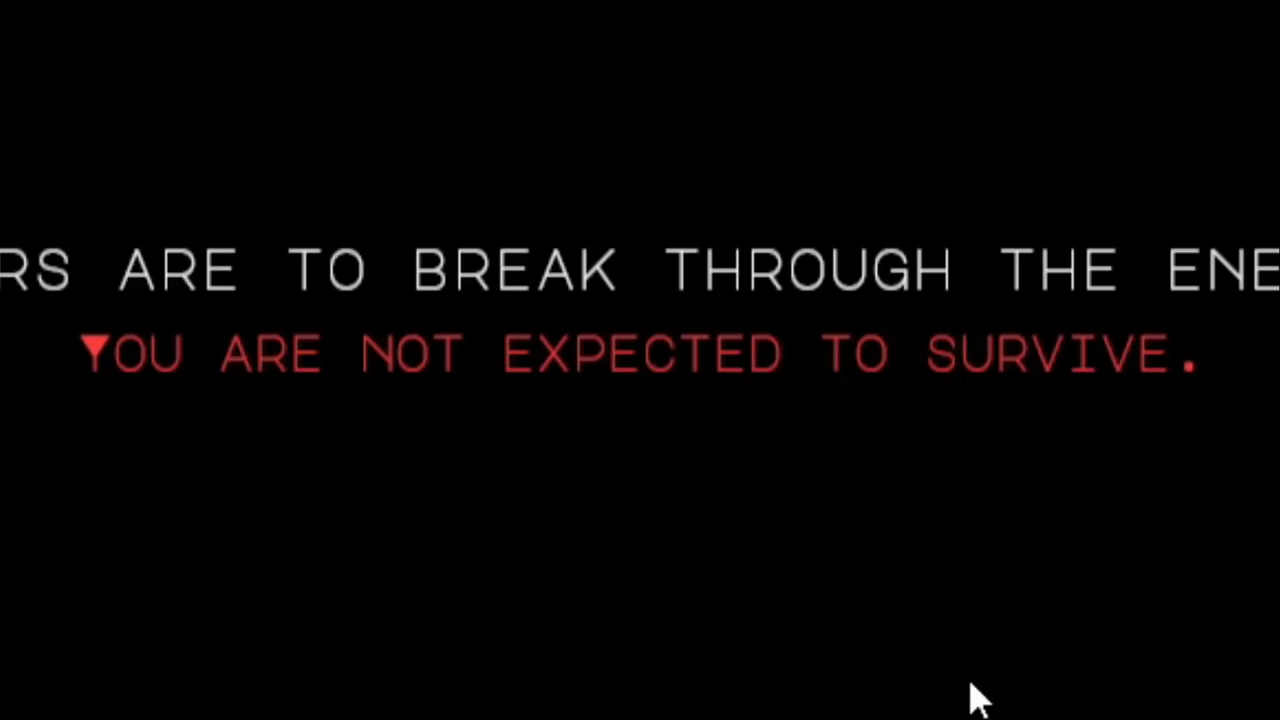 RS ARE TO BREAK THROUGH THE ENE
YOU ARE NOT EXPECTED TO SURVIVE.